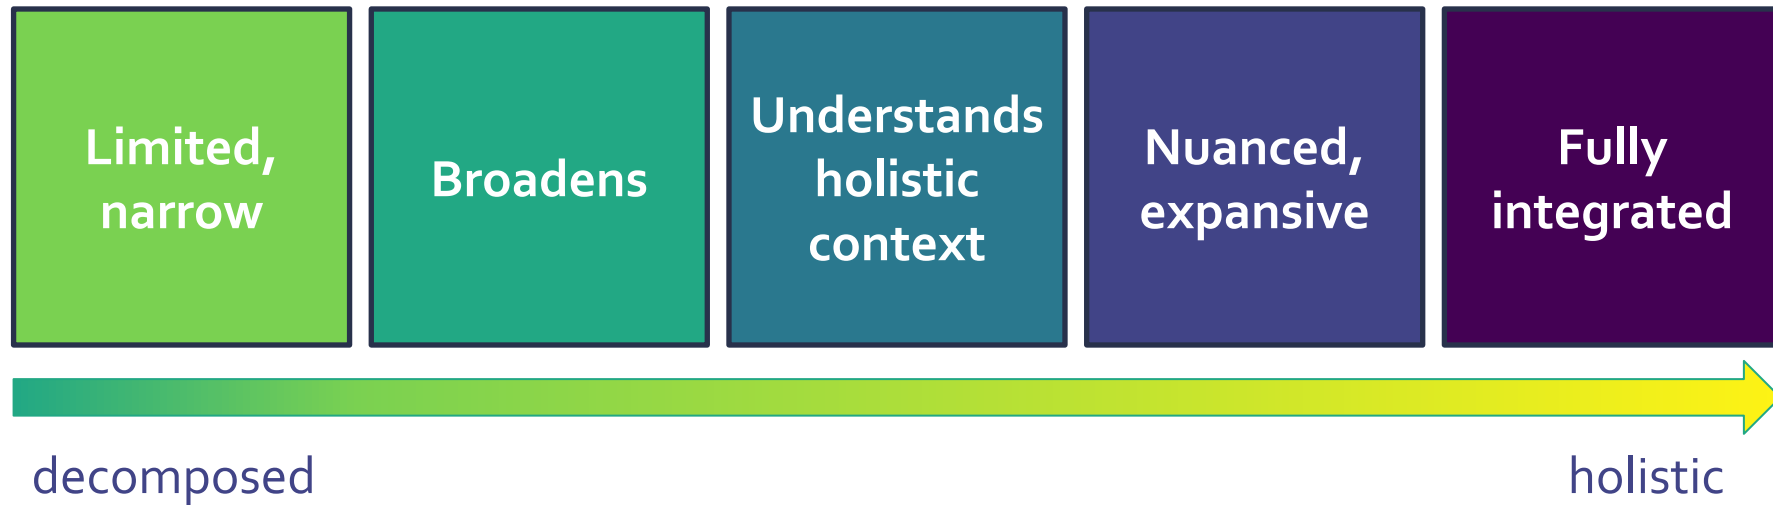 Limited,
narrow
Broadens
Understands
holistic
context
Nuanced,
expansive
Fully
integrated
decomposed
holistic